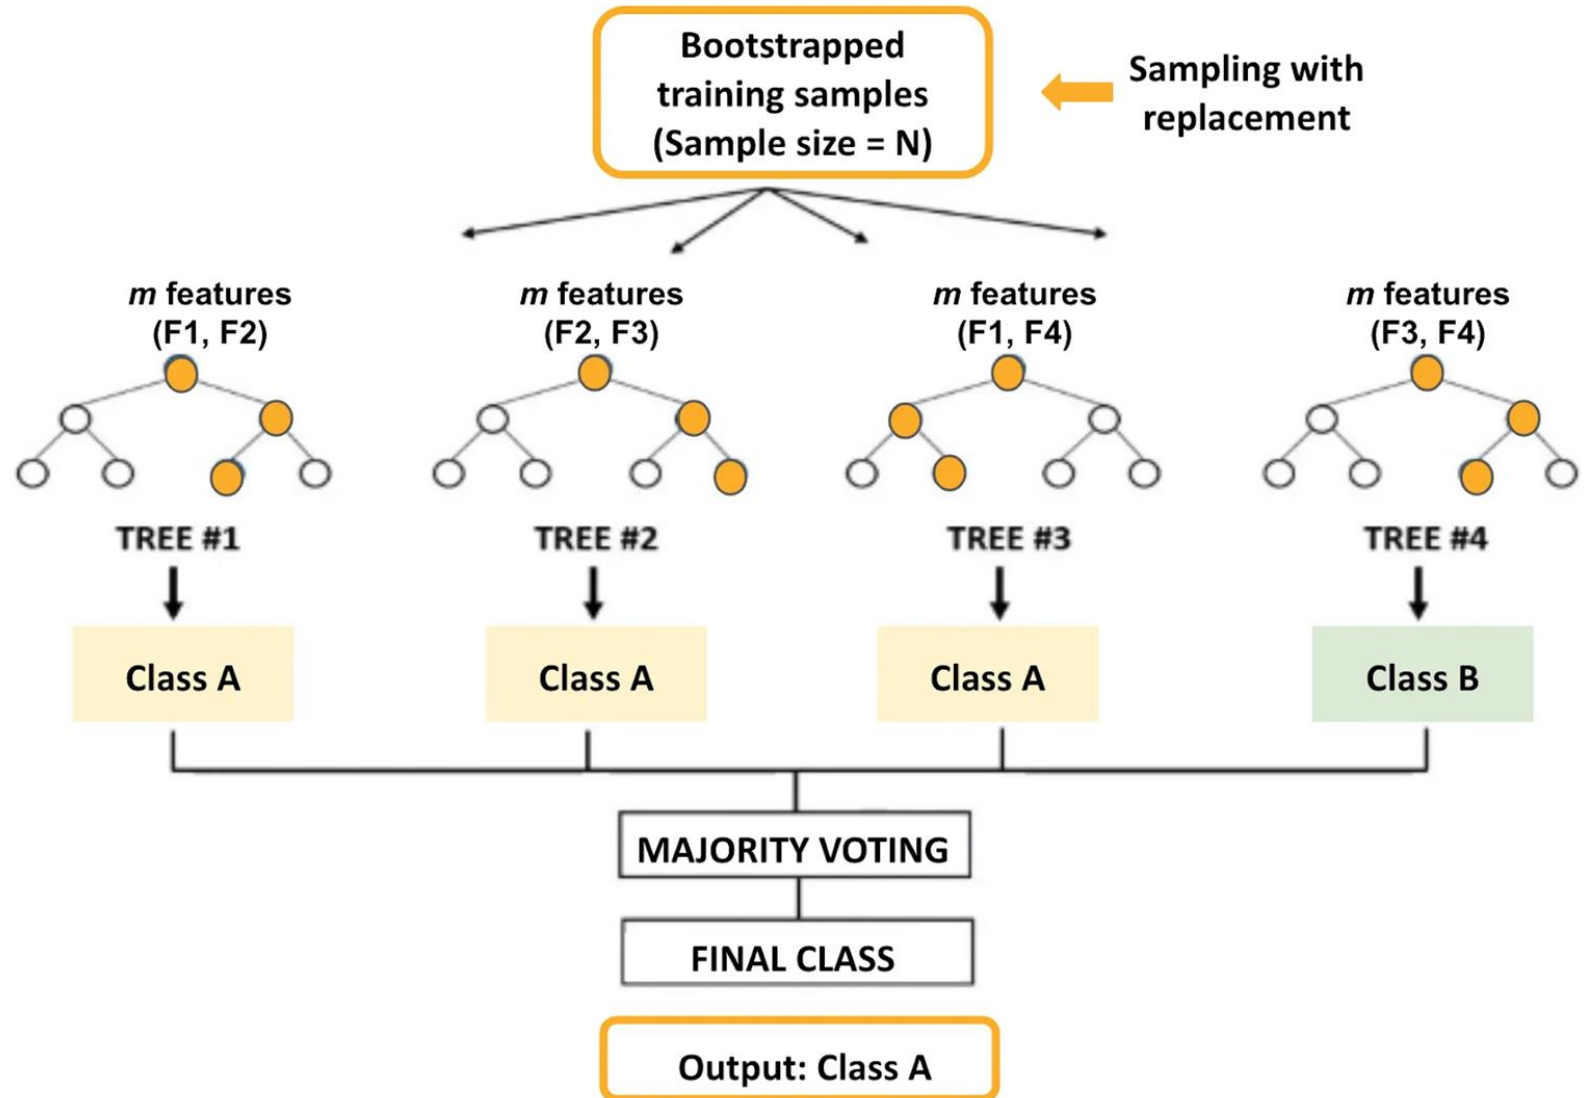 Bootstrapped
training samples
(Sample size = N)
Sampling with
replacement
m features
(F1, F2)
m features
(F2, F3)
m features
(F1, F4)
m features
(F3, F4)
TREE #1
TREE #2
TREE #3
TREE #4
Class A
Class A
Class A
Class B
MAJORITY VOTING
FINAL CLASS
Output: Class A